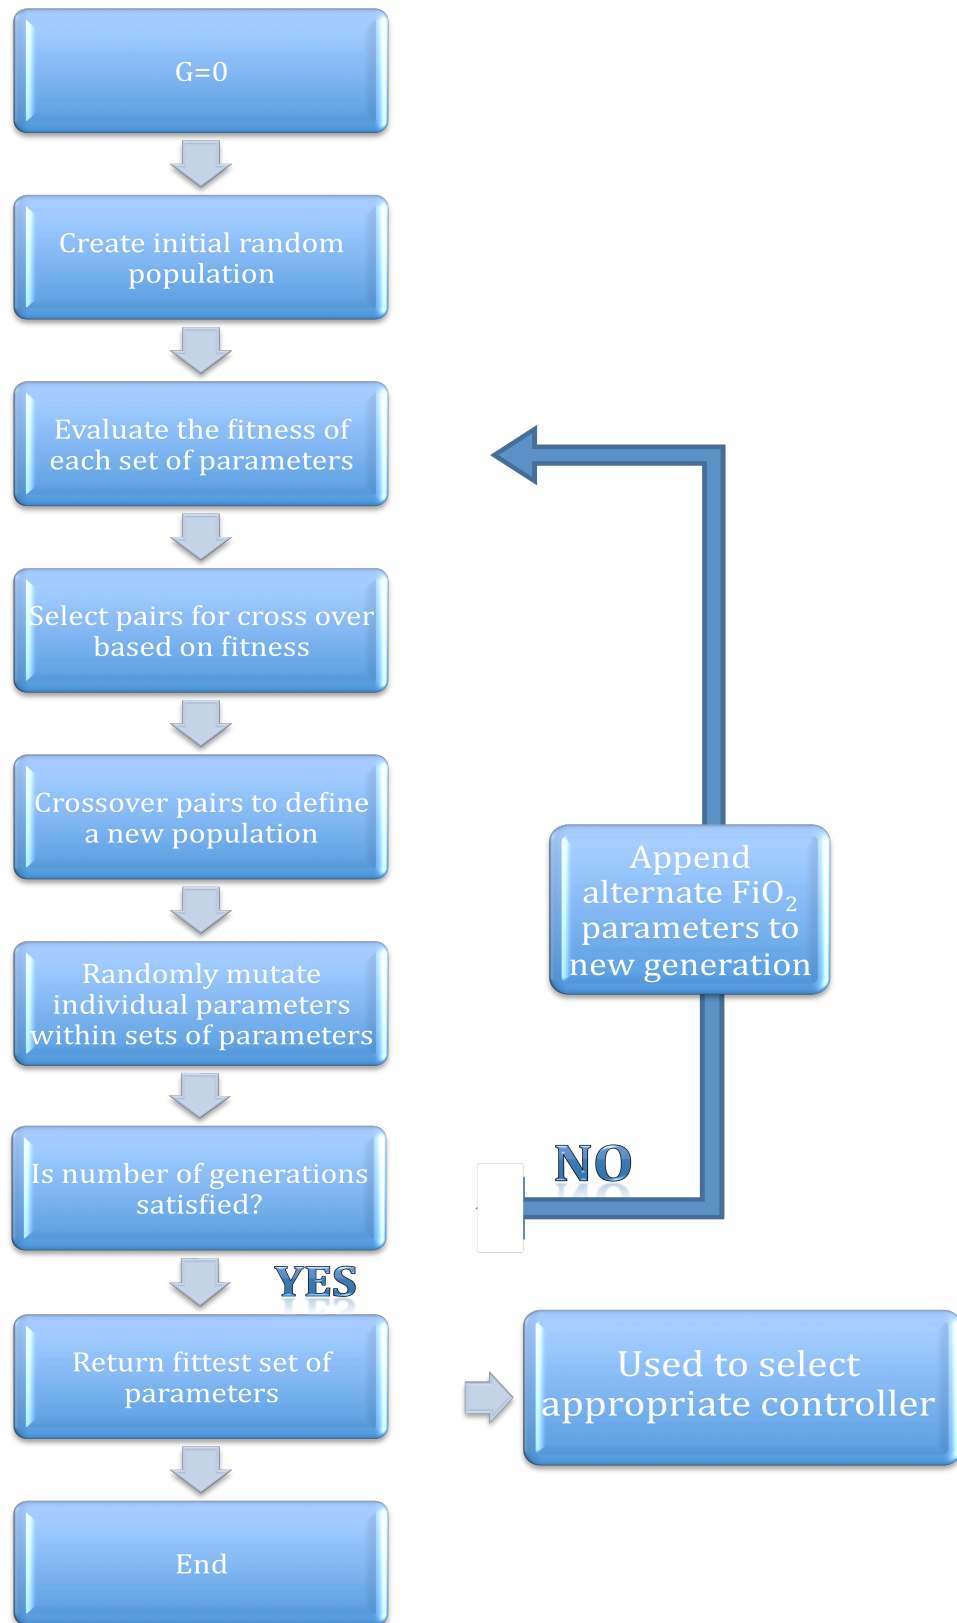 G=0
Create initial random
population
Evaluate the fitness of
each set of parameters
Select pairs for cross over
based on fitness
Crossover pairs to define
a new population
Append
alternate FiO₂
parameters to
new generation
Randomly mutate
individual parameters
within sets of parameters
Is number of generations
satisfied?
NO
YES
Return fittest set of
parameters
Used to select
appropriate controller
End